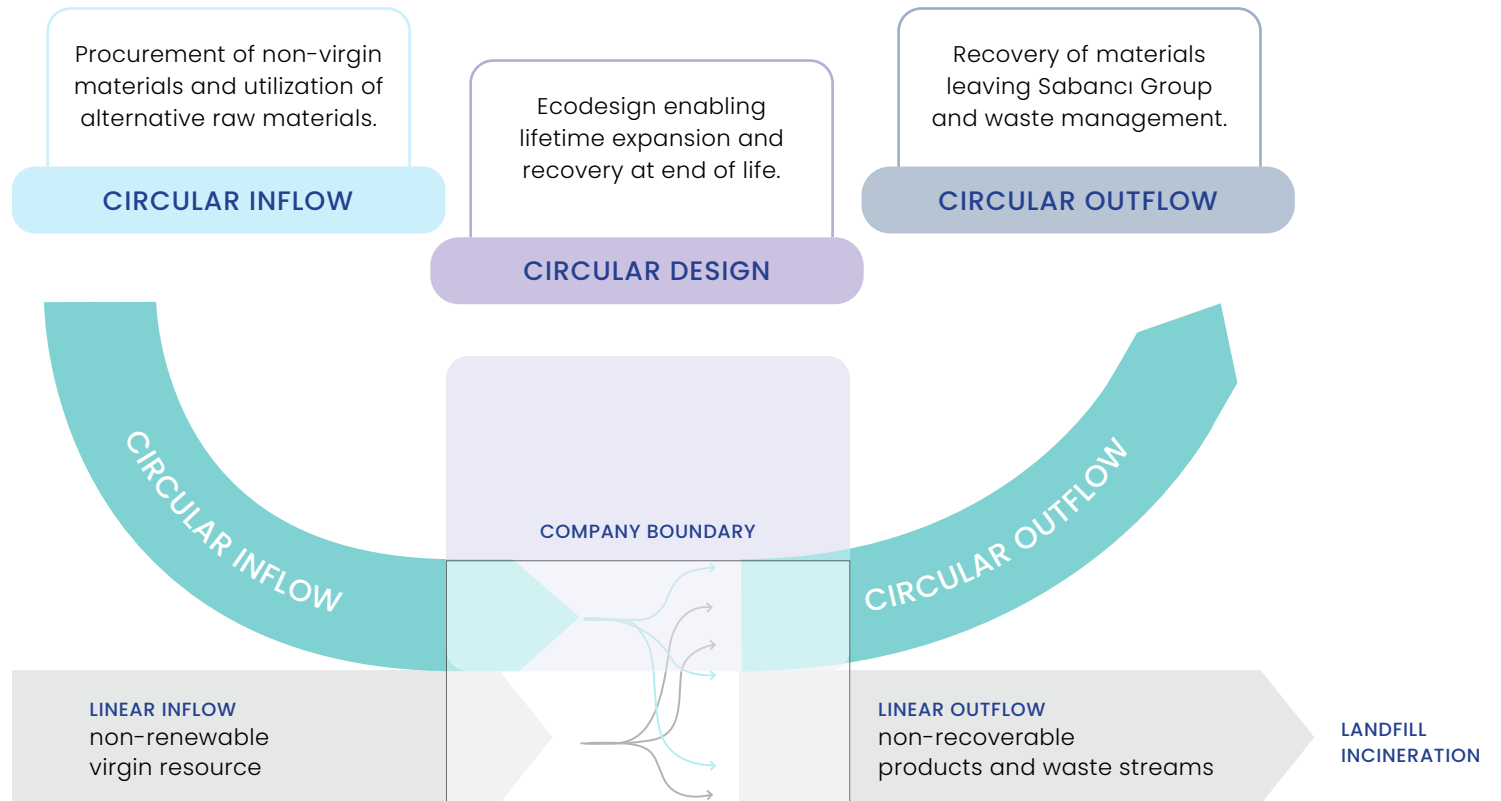 Procurement of non-virgin
materials and utilization of
alternative raw materials.
CIRCULAR INFLOW
Ecodesign enabling
lifetime expansion and
recovery at end of life.
CIRCULAR DESIGN
Recovery of materials
leaving Sabancı Group
and waste management.
CIRCULAR OUTFLOW
CIRCULAR INFLOW
COMPANY BOUNDARY
CIRCULAR OUTFLOW
LINEAR INFLOW
non-renewable
virgin resource
LINEAR OUTFLOW
non-recoverable
products and waste streams
LANDFILL
INCINERATION